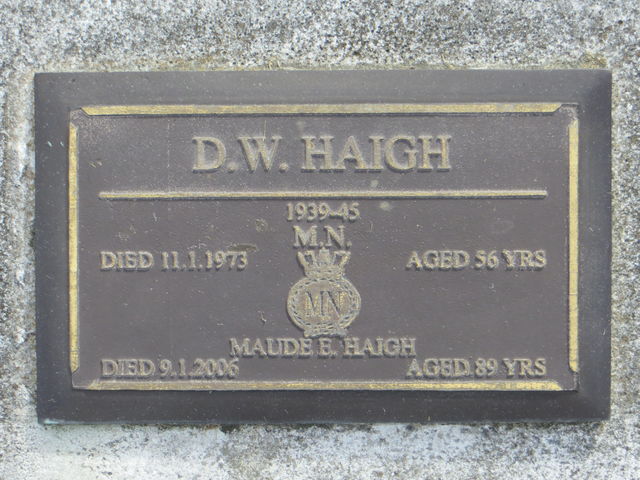 D.W. HAIGH
1939-45
M.N.
DIED 11.1.1973 AGED 56 YRS
MN
MAUDE E. HAIGH
DIED 9.1.2006 AGED 89 YRS